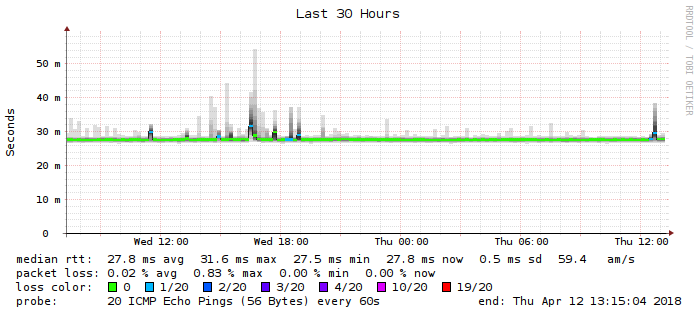 Last 30 Hours
RRDTOOL / TOBI OETIKER
Seconds
50 m
40 m
30 m
20 m
10 m
0
Wed 12:00 Wed 18:00 Thu 00:00 Thu 06:00 Thu 12:00
median rtt: 27.8 ms avg 31.6 ms max 27.5 ms min 27.8 ms now 0.5 ms sd 59.4 am/s
packet loss: 0.02 % avg 0.83 % max 0.00 % min 0.00 % now
loss color: 0 1/20 2/20 3/20 4/20 10/20 19/20
probe: 20 ICMP Echo Pings (56 Bytes) every 60s end: Thu Apr 12 13:15:04 2018